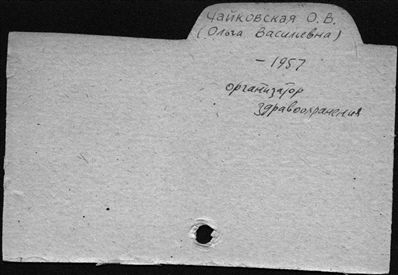 Чайковская О. В.
(Ольга Васильевна)
- 1957
организатор
здравоохранения